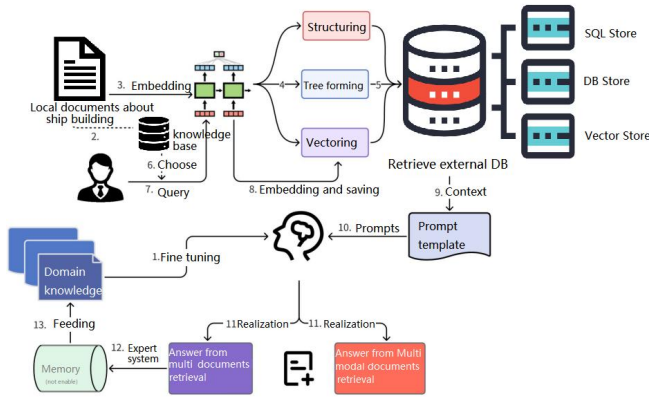 Structuring
SQL Store
3. Embedding
4
Tree forming
5
DB Store
Local documents about
ship building
2.
knowledge
base
Vectoring
Vector Store
6. Choose
7. Query
8. Embedding and saving
Retrieve external DB
9. Context
10. Prompts
Prompt
template
1.Fine tuning
Domain
knowledge
13. Feeding
11Realization
11. Realization
12. Expert
system
Memory
(not enable)
Answer from
multi documents
retrieval
Answer from Multi
modal documents
retrieval